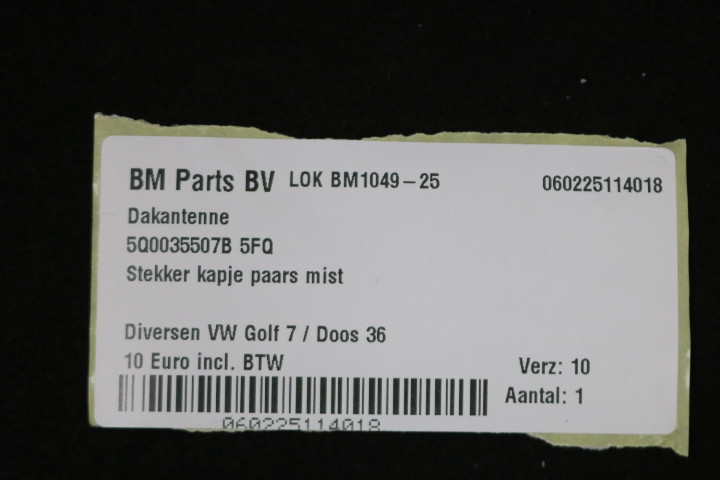 BM Parts BV LOK BM1049-25 060225114018
Dakantenne
5Q0035507B 5FQ
Stekker kapje paars mist
Diversen VW Golf 7 / Doos 36
10 Euro incl. BTW Verz: 10
Aantal: 1
060225114018